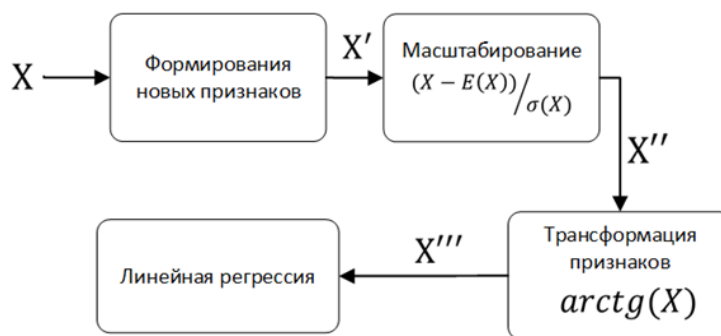 X
Формирования
новых признаков
X′
Масштабирование
(X − E(X))/σ(X)
X′′
Трансформация
признаков
arctg(X)
X′′′
Линейная регрессия